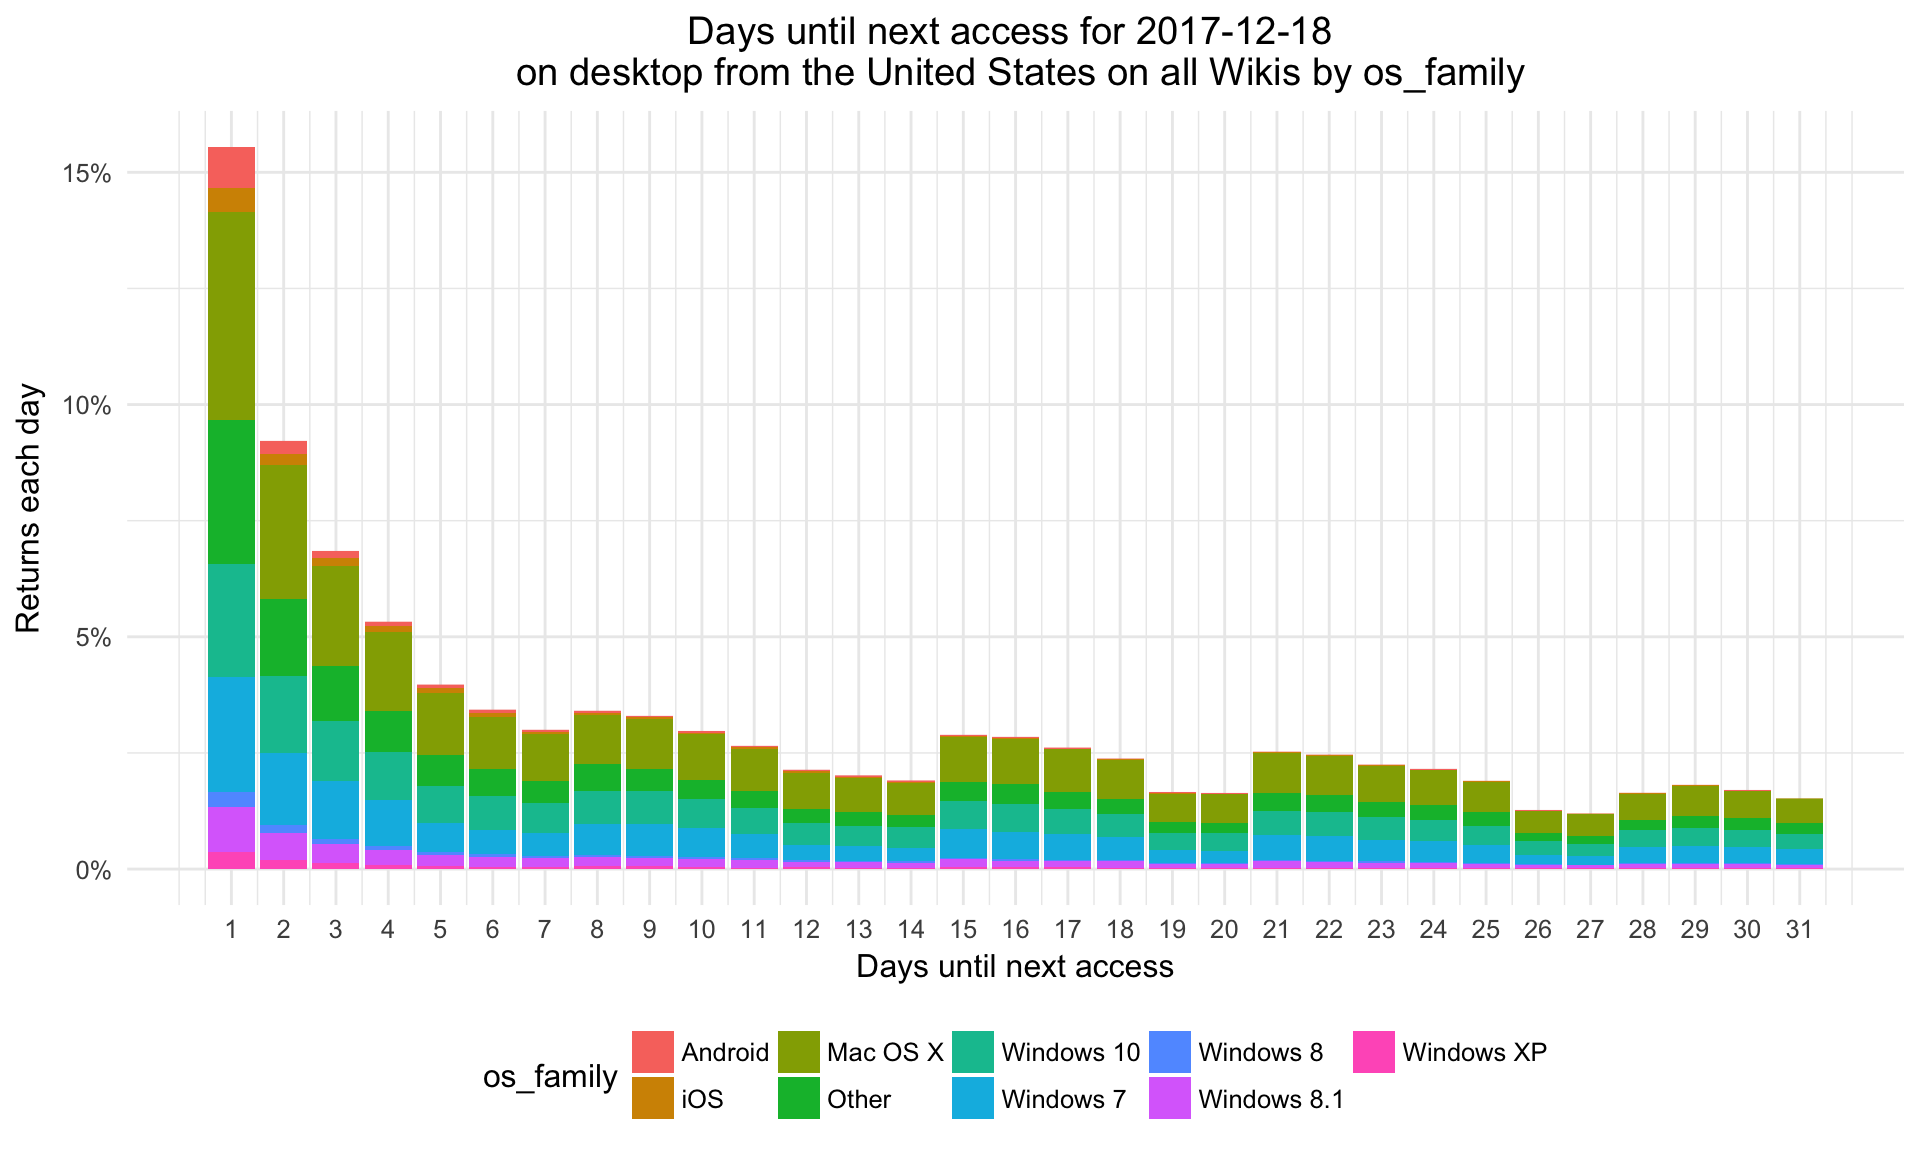 Days until next access for 2017-12-18
on desktop from the United States on all Wikis by os_family
Returns each day
15%
10%
5%
0%
1 2 3 4 5 6 7 8 9 10 11 12 13 14 15 16 17 18 19 20 21 22 23 24 25 26 27 28 29 30 31
Days until next access
os_family
Android Mac OS X Windows 10 Windows 8 Windows XP
iOS Other Windows 7 Windows 8.1